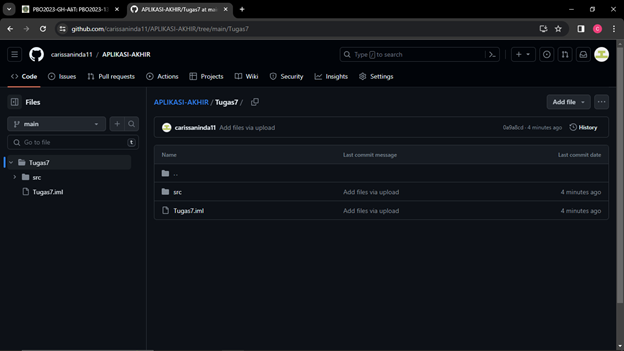 PBO2023-GH-A&T: PBO2023-1
APLIKASI-AKHIR/Tugas7 at mai
github.com/carissaninda11/APLIKASI-AKHIR/tree/main/Tugas7
carissaninda11 / APLIKASI-AKHIR
Type / to search
Code Issues Pull requests Actions Projects Wiki Security Insights Settings
Files
APLIKASI-AKHIR / Tugas7 /
Add file
main
carissaninda11 Add files via upload
4 minutes ago
History
Go to file t
Name Last commit message Last commit date
Tugas7
..
src
src Add files via upload 4 minutes ago
Tugas7.iml
Tugas7.iml Add files via upload 4 minutes ago